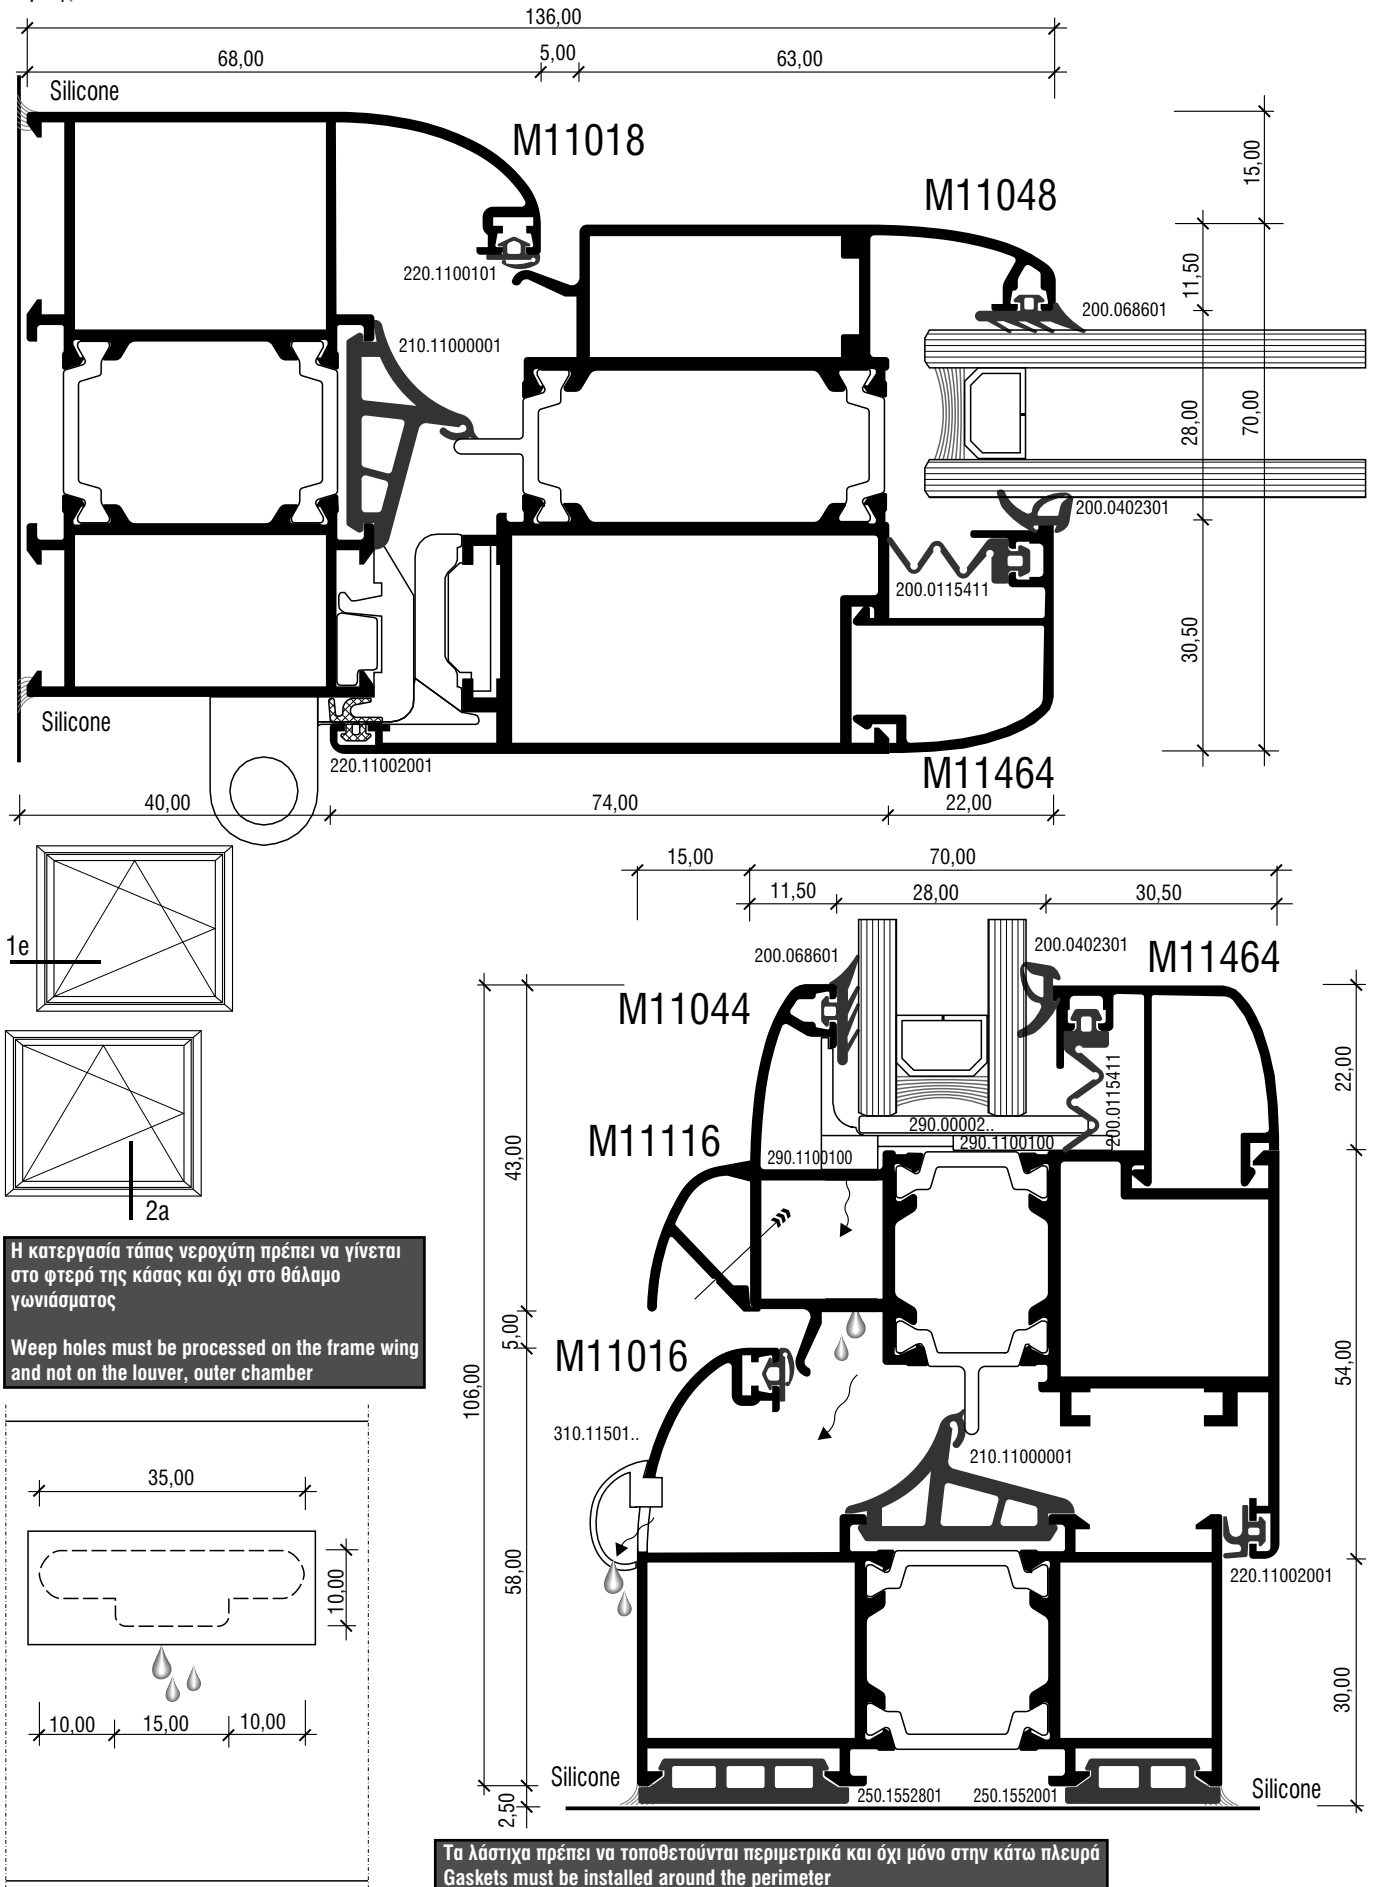 136,00
68,00
5,00
63,00
Silicone
M11018
M11048
15,00
11,50
220.1100101
200.068601
210.11000001
28,00
70,00
200.0402301
200.0115411
30,50
Silicone
220.11002001
M11464
40,00
74,00
22,00
15,00
70,00
11,50
28,00
30,50
1e
200.068601
200.0402301
M11464
M11044
22,00
200.0115411
290.00002..
290.1100100
290.1100100
M11116
43,00
2a
Η κατεργασία τάπας νεροχύτη πρέπει να γίνεται
στο φτερό της κάσας και όχι στο θάλαμο
γωνιάσματος
Weep holes must be processed on the frame wing
and not on the louver, outer chamber
5,00
M11016
106,00
54,00
310.11501..
210.11000001
35,00
10,00
58,00
220.11002001
10,00
15,00
10,00
30,00
Silicone
250.1552801
250.1552001
Silicone
2,50
Τα λάστιχα πρέπει να τοποθετούνται περιμετρικά και όχι μόνο στην κάτω πλευρά
Gaskets must be installed around the perimeter